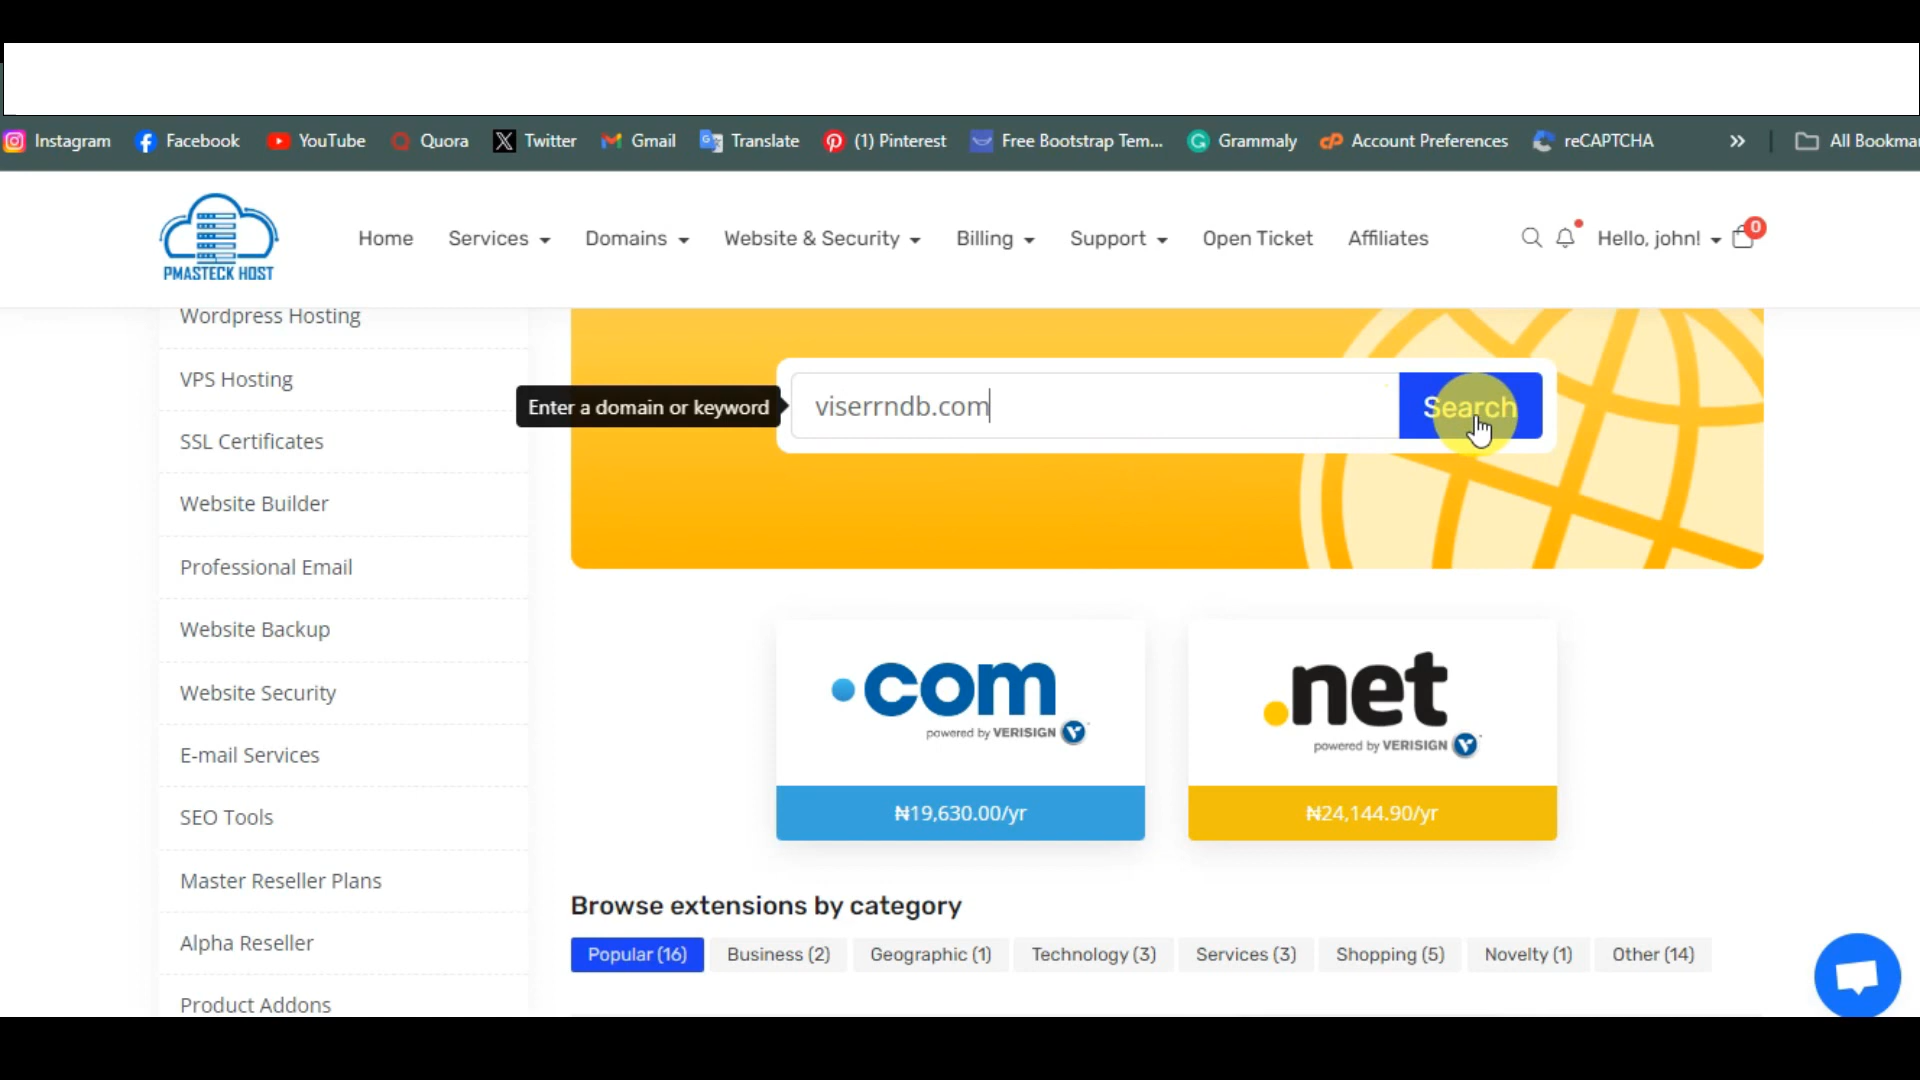 Instagram Facebook YouTube Quora Twitter Gmail Translate (1) Pinterest Free Bootstrap Tem... Grammaly Account Preferences reCAPTCHA » All Bookmar
PMASTECK HOST
Home Services Domains Website & Security Billing Support Open Ticket Affiliates Hello, john! 0
Wordpress Hosting
VPS Hosting
SSL Certificates
Website Builder
Professional Email
Website Backup
Website Security
E-mail Services
SEO Tools
Master Reseller Plans
Alpha Reseller
Product Addons
Enter a domain or keyword
viserrndb.com
Search
.com
powered by VERISIGN
₦19,630.00/yr
.net
powered by VERISIGN
₦24,144.90/yr
Browse extensions by category
Popular (16) Business (2) Geographic (1) Technology (3) Services (3) Shopping (5) Novelty (1) Other (14)